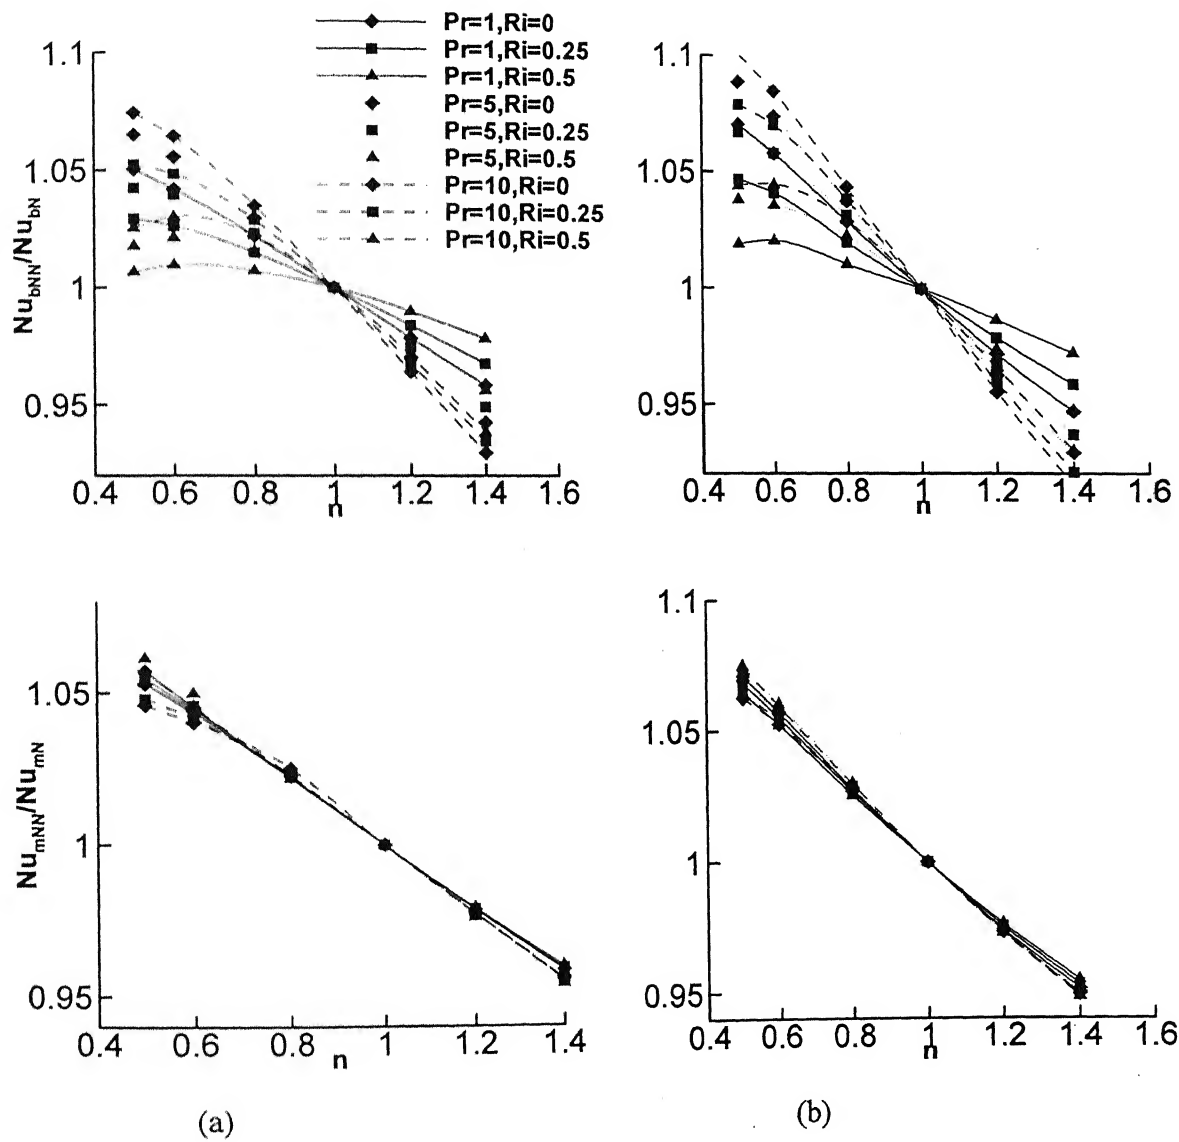 Pr=1,Ri=0
Pr=1,Ri=0.25
Pr=1,Ri=0.5
Pr=5,Ri=0
Pr=5,Ri=0.25
Pr=5,Ri=0.5
Pr=10,Ri=0
Pr=10,Ri=0.25
Pr=10,Ri=0.5
Nu_bNN/Nu_bN
1.1
1.05
1
0.95
0.4 0.6 0.8 1 1.2 1.4 1.6
n
1.1
1.05
1
0.95
0.4 0.6 0.8 1 1.2 1.4 1.6
n
Nu_mNN/Nu_mN
1.05
1
0.95
0.4 0.6 0.8 1 1.2 1.4
n
1.1
1.05
1
0.95
0.4 0.6 0.8 1 1.2 1.4 1.6
n
(a)
(b)